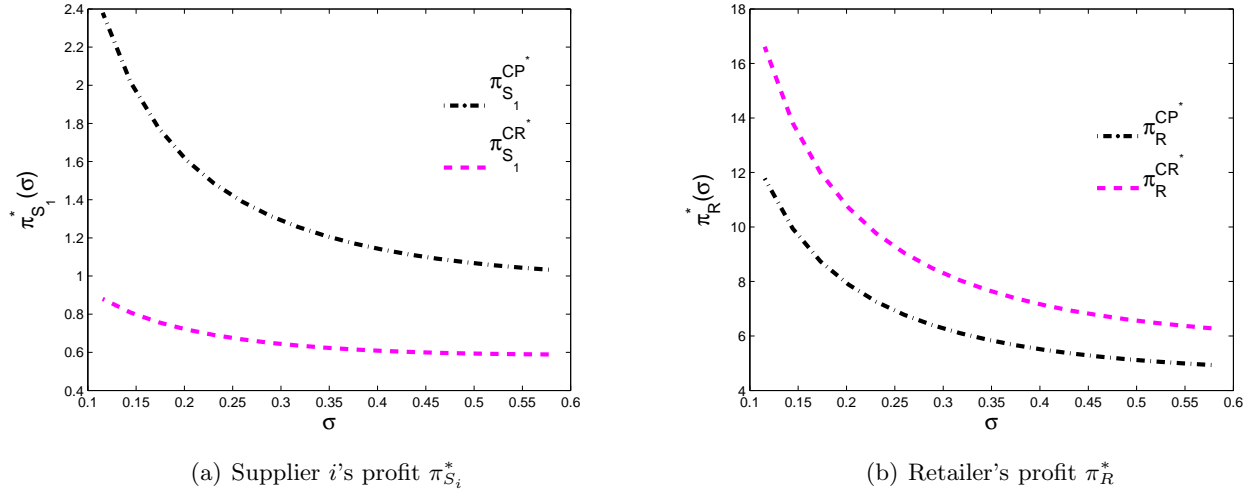 2.4
2.2
2
1.8
1.6
1.4
1.2
1
0.8
0.6
0.4
0.1 0.15 0.2 0.25 0.3 0.35 0.4 0.45 0.5 0.55 0.6
σ
π*S1(σ)
πS1CP*
πS1CR*
(a) Supplier i's profit π*Si
18
16
14
12
10
8
6
4
0.1 0.15 0.2 0.25 0.3 0.35 0.4 0.45 0.5 0.55 0.6
σ
π*R(σ)
πRCP*
πRCR*
(b) Retailer's profit π*R